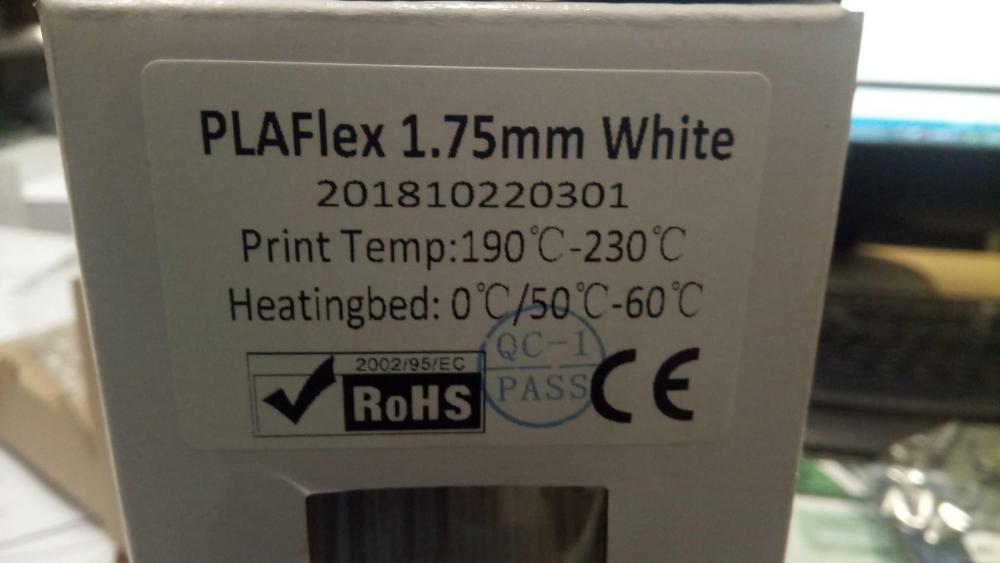 PLAFlex 1.75mm White
201810220301
Print Temp:190℃-230℃
Heatingbed: 0℃/50℃-60℃
2002/95/EC
RoHS
QC-1
PASS
CE